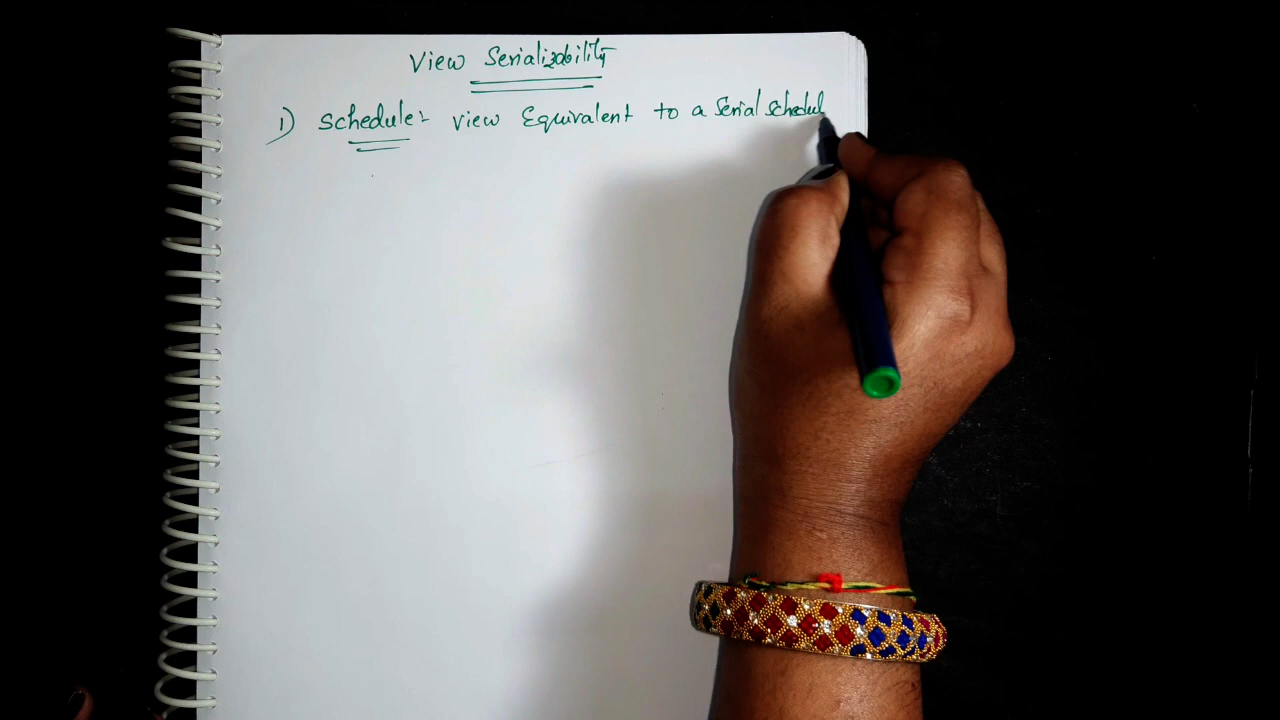 View Serializability
1) Schedule:- view Equivalent to a Serial Schedul